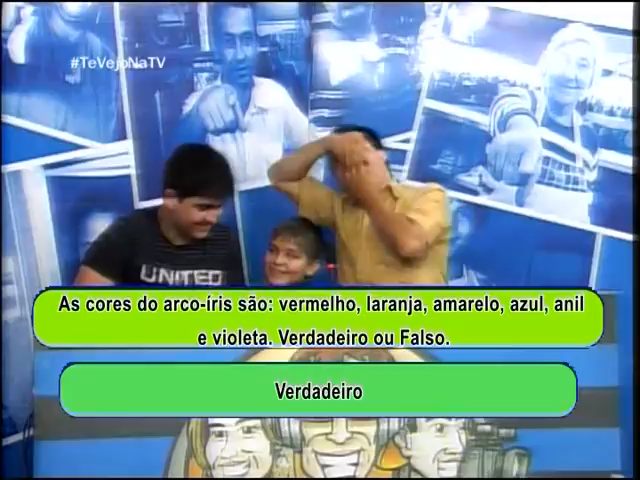 #TeVejoNaTV
UNITED
As cores do arco-íris são: vermelho, laranja, amarelo, azul, anil
e violeta. Verdadeiro ou Falso.
Verdadeiro